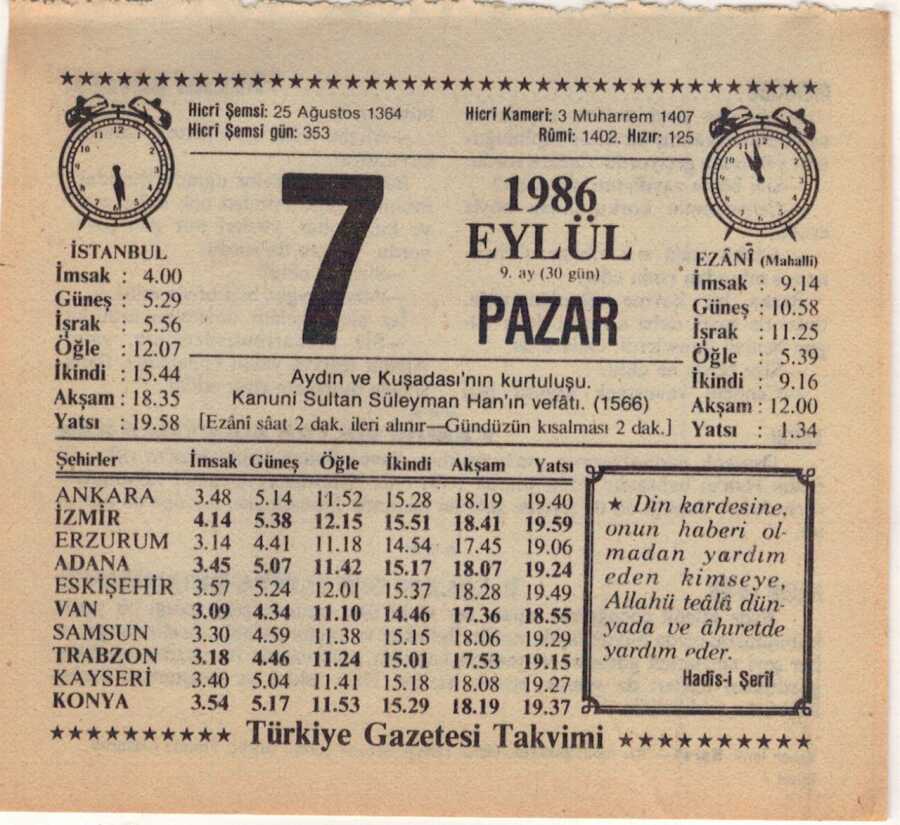 Hicrî Şemsî: 25 Ağustos 1364
Hicrî Şemsi gün: 353
Hicrî Kamerî: 3 Muharrem 1407
Rûmî: 1402, Hızır: 125
7
1986
EYLÜL
9. ay (30 gün)
PAZAR
İSTANBUL
İmsak : 4.00
Güneş : 5.29
İşrak : 5.56
Öğle : 12.07
İkindi : 15.44
Akşam : 18.35
Yatsı : 19.58
EZÂNÎ (Mahalli)
İmsak : 9.14
Güneş : 10.58
İşrak : 11.25
Öğle : 5.39
İkindi : 9.16
Akşam : 12.00
Yatsı : 1.34
Aydın ve Kuşadası'nın kurtuluşu.
Kanuni Sultan Süleyman Han'ın vefâtı. (1566)
[Ezânî sâat 2 dak. ileri alınır—Gündüzün kısalması 2 dak.]
Şehirler İmsak Güneş Öğle İkindi Akşam Yatsı
ANKARA 3.48 5.14 11.52 15.28 18.19 19.40
İZMİR 4.14 5.38 12.15 15.51 18.41 19.59
ERZURUM 3.14 4.41 11.18 14.54 17.45 19.06
ADANA 3.45 5.07 11.42 15.17 18.07 19.24
ESKİŞEHİR 3.57 5.24 12.01 15.37 18.28 19.49
VAN 3.09 4.34 11.10 14.46 17.36 18.55
SAMSUN 3.30 4.59 11.38 15.15 18.06 19.29
TRABZON 3.18 4.46 11.24 15.01 17.53 19.15
KAYSERİ 3.40 5.04 11.41 15.18 18.08 19.27
KONYA 3.54 5.17 11.53 15.29 18.19 19.37
★ Din kardesine,
onun haberi ol-
madan yardım
eden kimseye,
Allahü teâlâ dün-
yada ve âhıretde
yardım eder.
Hadîs-i Şerîf
Türkiye Gazetesi Takvimi